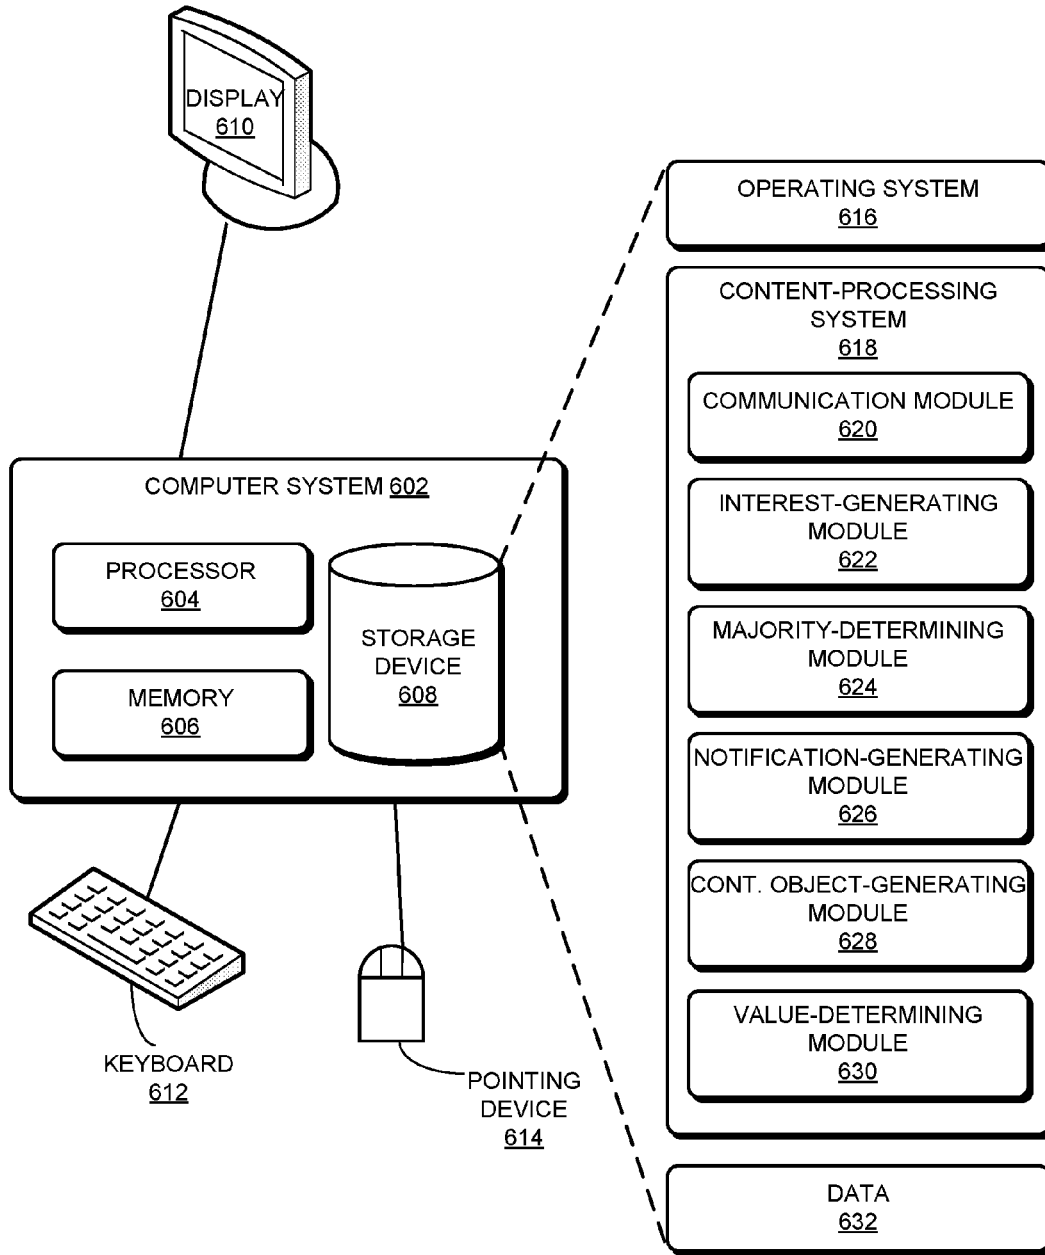 DISPLAY
610
COMPUTER SYSTEM 602
PROCESSOR
604
MEMORY
606
STORAGE
DEVICE
608
KEYBOARD
612
POINTING
DEVICE
614
OPERATING SYSTEM
616
CONTENT-PROCESSING
SYSTEM
618
COMMUNICATION MODULE
620
INTEREST-GENERATING
MODULE
622
MAJORITY-DETERMINING
MODULE
624
NOTIFICATION-GENERATING
MODULE
626
CONT. OBJECT-GENERATING
MODULE
628
VALUE-DETERMINING
MODULE
630
DATA
632